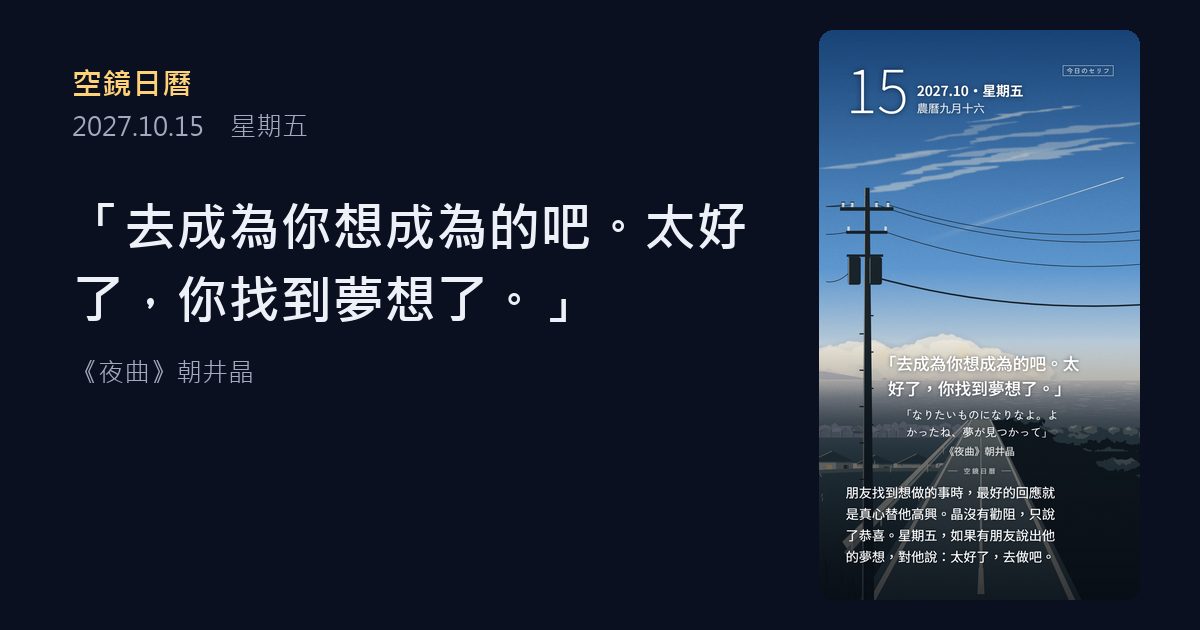 空鏡日曆
2027.10.15　星期五
「去成為你想成為的吧。太好
了，你找到夢想了。」
《夜曲》朝井晶
15
2027.10・星期五
農曆九月十六
今日のセリフ
「去成為你想成為的吧。太
好了，你找到夢想了。」
「なりたいものになりなよ。よ
かったね、夢が見つかって」
《夜曲》朝井晶
— 空鏡日曆 —
朋友找到想做的事時，最好的回應就
是真心替他高興。晶沒有勸阻，只說
了恭喜。星期五，如果有朋友說出他
的夢想，對他說：太好了，去做吧。